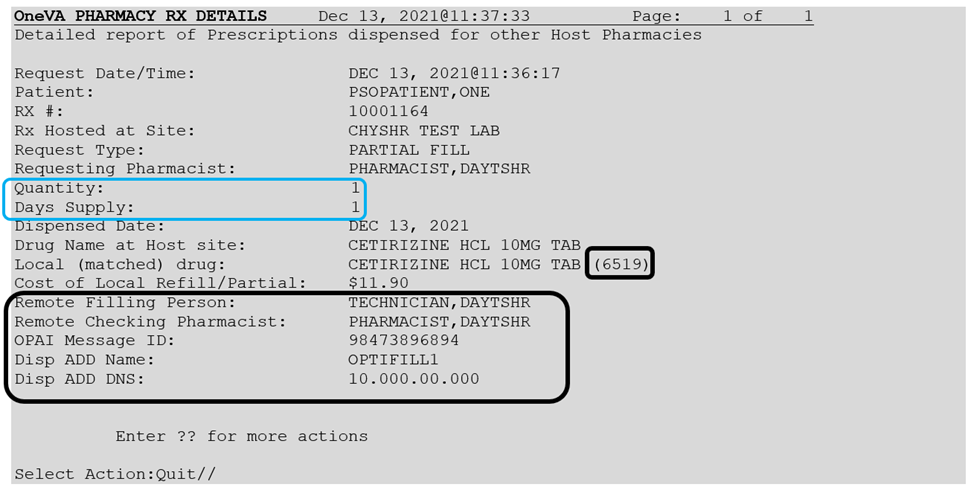 OneVA PHARMACY RX DETAILS Dec 13, 2021@11:37:33 Page: 1 of 1
Detailed report of Prescriptions dispensed for other Host Pharmacies
Request Date/Time: DEC 13, 2021@11:36:17
Patient: PSOPATIENT,ONE
RX #: 10001164
Rx Hosted at Site: CHYSHR TEST LAB
Request Type: PARTIAL FILL
Requesting Pharmacist: PHARMACIST,DAYTSHR
Quantity: 1
Days Supply: 1
Dispensed Date: DEC 13, 2021
Drug Name at Host site: CETIRIZINE HCL 10MG TAB
Local (matched) drug: CETIRIZINE HCL 10MG TAB (6519)
Cost of Local Refill/Partial: $11.90
Remote Filling Person: TECHNICIAN,DAYTSHR
Remote Checking Pharmacist: PHARMACIST,DAYTSHR
OPAI Message ID: 98473896894
Disp ADD Name: OPTIFILL1
Disp ADD DNS: 10.000.00.000
Enter ?? for more actions
Select Action:Quit//